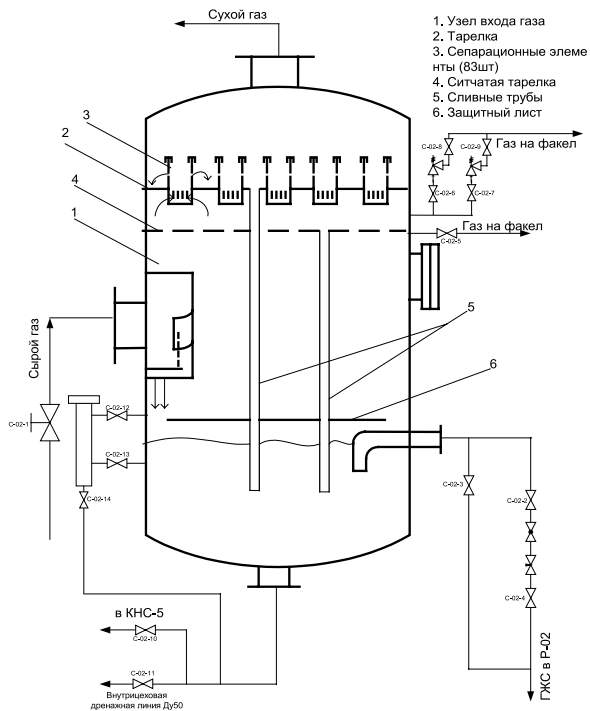 Сухой газ
1. Узел входа газа
2. Тарелка
3. Сепарационные элеме
нты (83шт)
4. Ситчатая тарелка
5. Сливные трубы
6. Защитный лист
С-02-8
С-02-9
Газ на факел
3
2
С-02-6
С-02-7
4
1
Газ на факел
С-02-5
5
Сырой газ
6
С-02-12
С-02-1
С-02-13
С-02-3
С-02-2
С-02-14
С-02-4
в КНС-5
С-02-10
С-02-11
Внутрицеховая
дренажная линия Ду50
ГЖС в Р-02